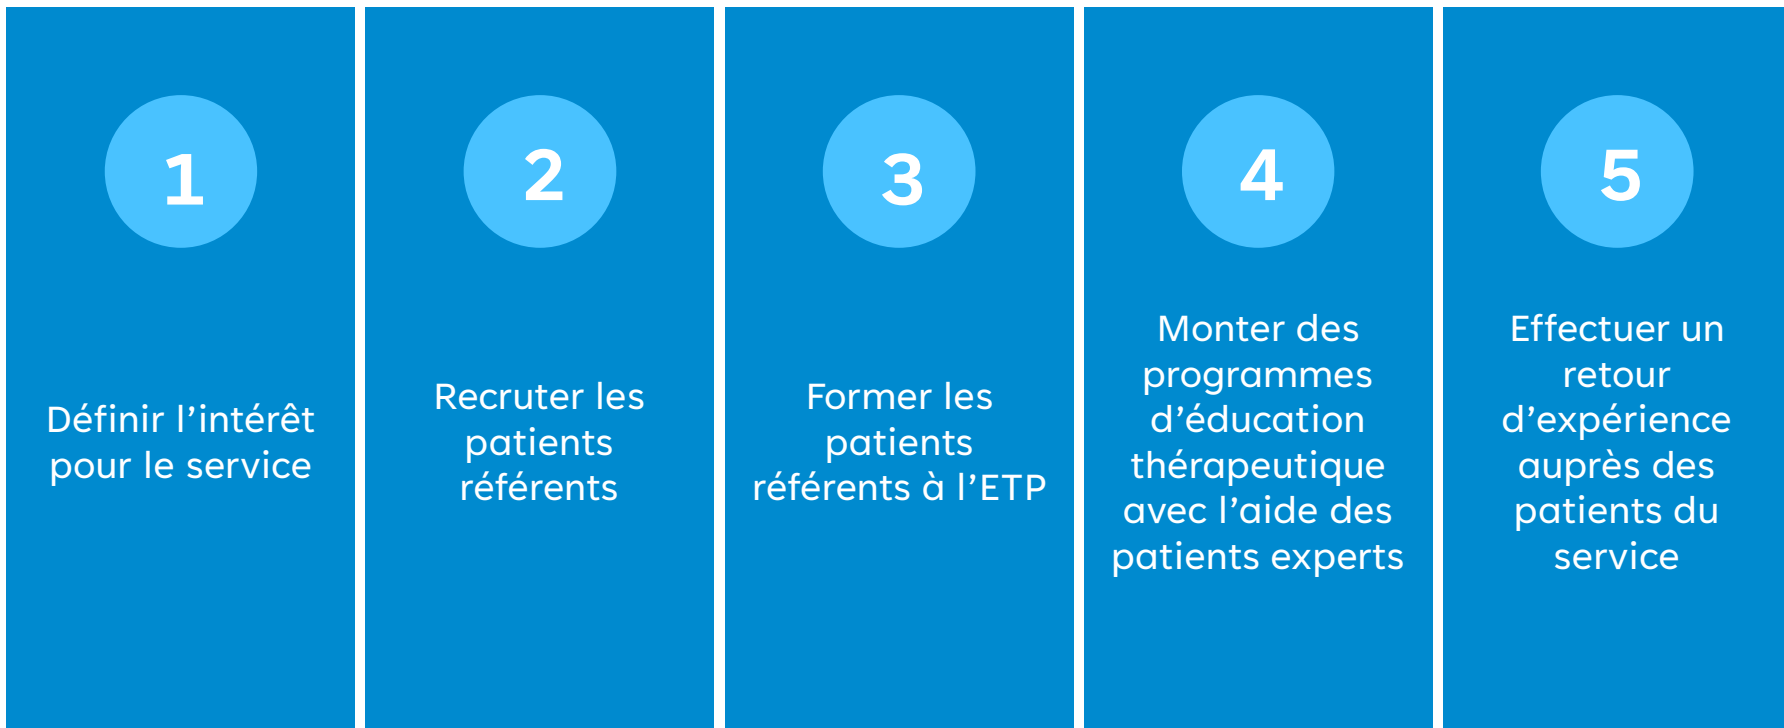 1
Définir l’intérêt
pour le service
2
Recruter les
patients
référents
3
Former les
patients
référents à l’ETP
4
Monter des
programmes
d’éducation
thérapeutique
avec l’aide des
patients experts
5
Effectuer un
retour
d’expérience
auprès des
patients du
service